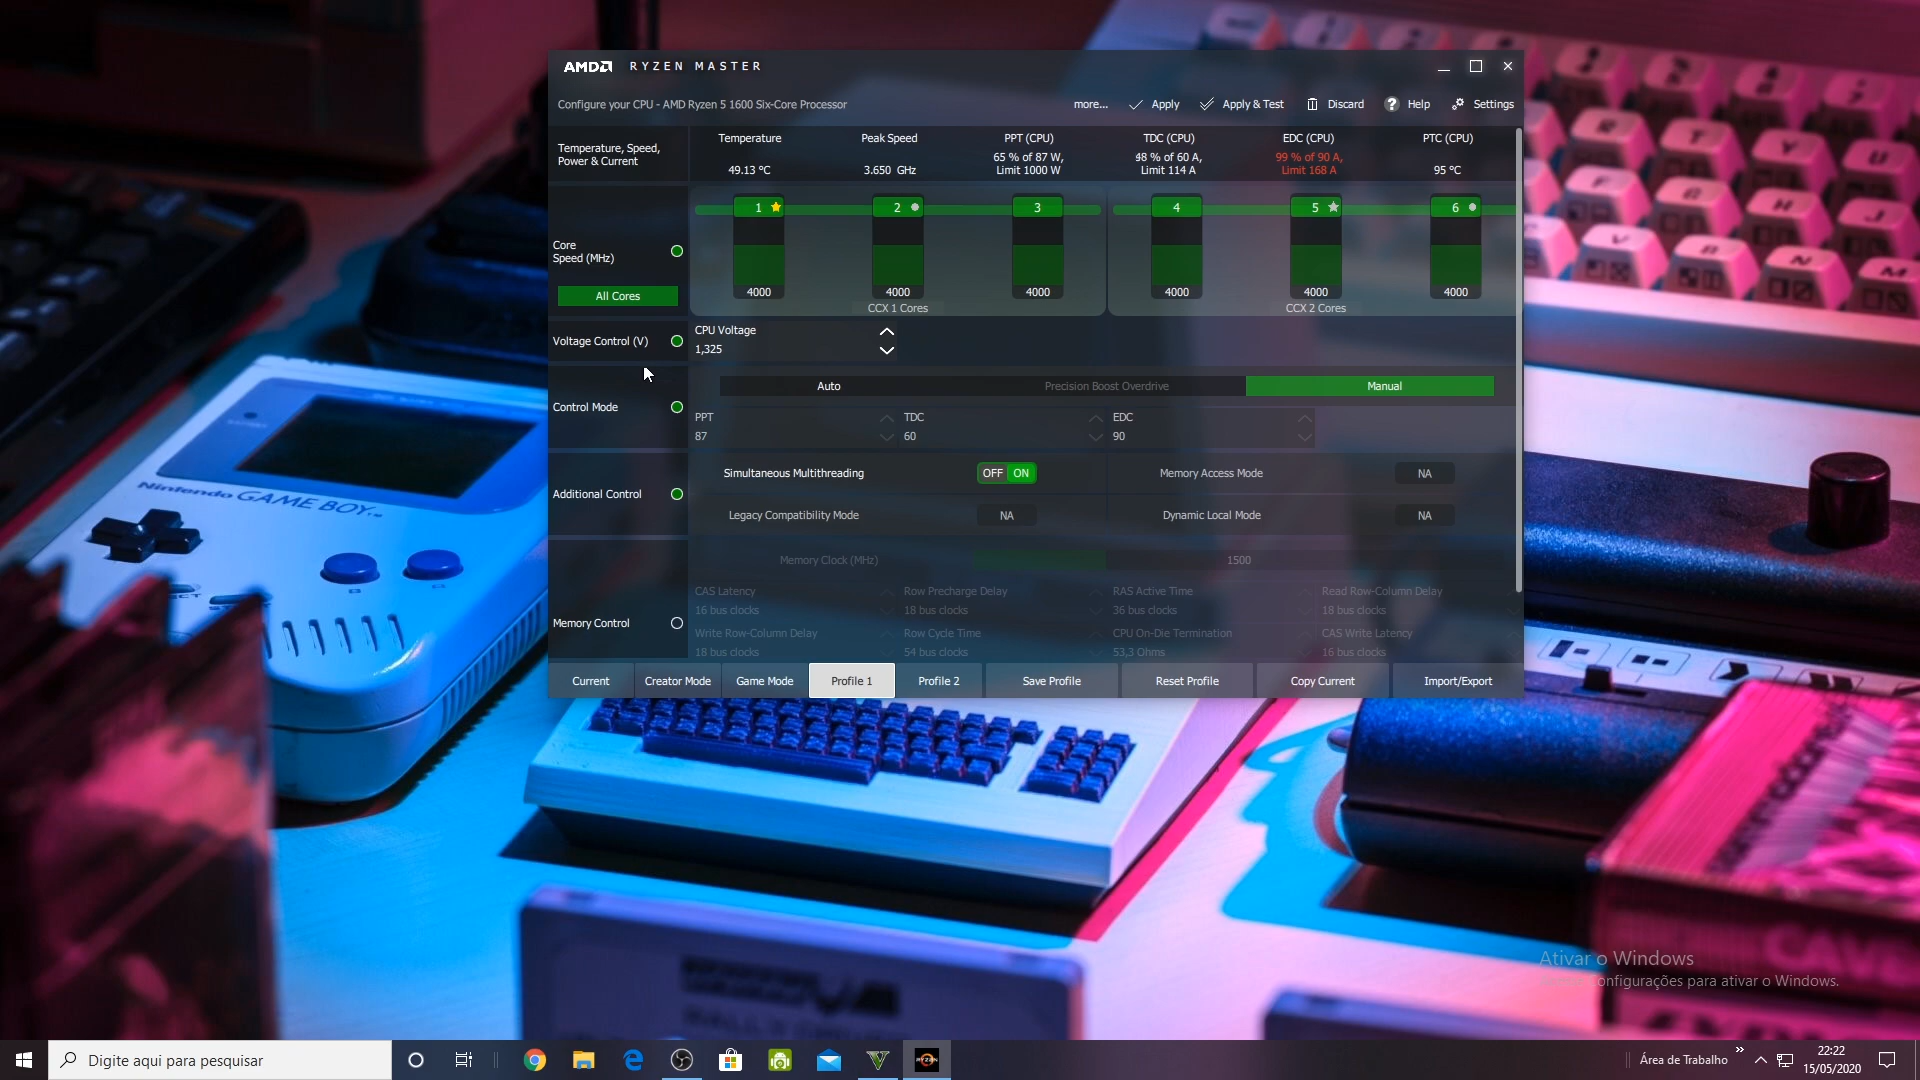 AMD RYZEN MASTER
Configure your CPU - AMD Ryzen 5 1600 Six-Core Processor
more... Apply Apply & Test Discard Help Settings
Temperature, Speed,
Power & Current
Temperature Peak Speed PPT (CPU) TDC (CPU) EDC (CPU) PTC (CPU)
65 % of 87 W, 48 % of 60 A, 99 % of 90 A,
49.13 °C 3.650 GHz Limit 1000 W Limit 114 A Limit 168 A 95 °C
1 2 3 4 5 6
Core
Speed (MHz)
All Cores
4000 4000 4000 4000 4000 4000
CCX 1 Cores CCX 2 Cores
Voltage Control (V)
CPU Voltage
1,325
Control Mode
Auto Precision Boost Overdrive Manual
PPT TDC EDC
87 60 90
Additional Control
Simultaneous Multithreading OFF ON Memory Access Mode NA
Legacy Compatibility Mode NA Dynamic Local Mode NA
Memory Control
Memory Clock (MHz) 1500
CAS Latency Row Precharge Delay RAS Active Time Read Row-Column Delay
16 bus clocks 18 bus clocks 36 bus clocks 18 bus clocks
Write Row-Column Delay Row Cycle Time CPU On-Die Termination CAS Write Latency
18 bus clocks 54 bus clocks 53,3 Ohms 16 bus clocks
Current Creator Mode Game Mode Profile 1 Profile 2 Save Profile Reset Profile Copy Current Import/Export
Nintendo GAME BOY
B
CAVE
Ativar o Windows
configurações para ativar o Windows.
Digite aqui para pesquisar
RYZEN
Área de Trabalho
22:22
15/05/2020